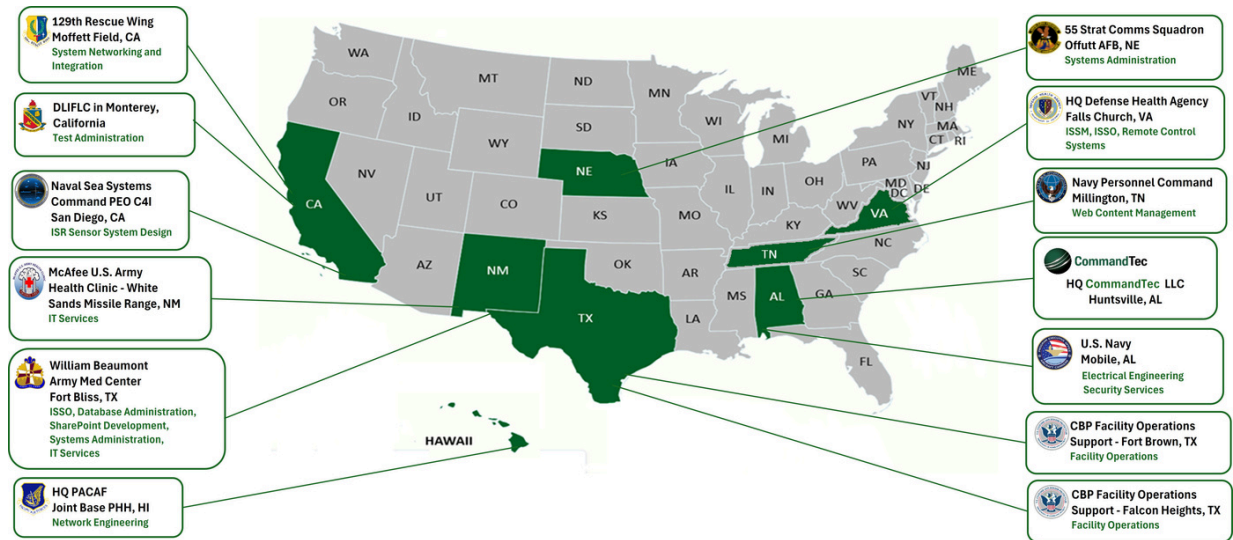 129th Rescue Wing
Moffett Field, CA
System Networking and
Integration
DLIFLC in Monterey,
California
Test Administration
Naval Sea Systems
Command PEO C4I
San Diego, CA
ISR Sensor System Design
McAfee U.S. Army
Health Clinic - White
Sands Missile Range, NM
IT Services
William Beaumont
Army Med Center
Fort Bliss, TX
ISSO, Database Administration,
SharePoint Development,
Systems Administration,
IT Services
HQ PACAF
Joint Base PHH, HI
Network Engineering
WA
OR
CA
ID
NV
MT
WY
UT
AZ
CO
NM
ND
SD
NE
KS
OK
TX
MN
IA
MO
AR
LA
WI
IL
MS
MI
IN
KY
TN
AL
OH
WV
VA
NC
SC
GA
FL
PA
NY
VT
NH
ME
MA
CT
RI
NJ
MD
DE
DC
HAWAII
55 Strat Comms Squadron
Offutt AFB, NE
Systems Administration
HQ Defense Health Agency
Falls Church, VA
ISSM, ISSO, Remote Control
Systems
Navy Personnel Command
Millington, TN
Web Content Management
CommandTec
HQ CommandTec LLC
Huntsville, AL
U.S. Navy
Mobile, AL
Electrical Engineering
Security Services
CBP Facility Operations
Support - Fort Brown, TX
Facility Operations
CBP Facility Operations
Support - Falcon Heights, TX
Facility Operations